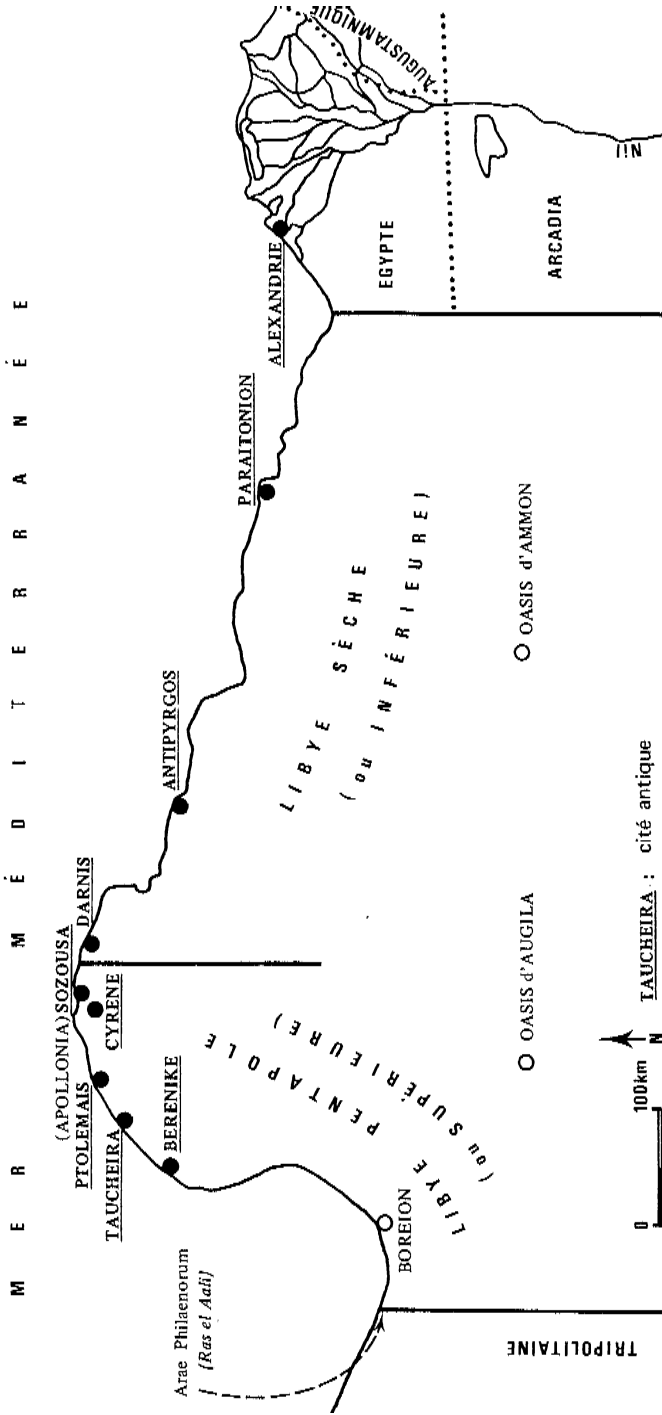 MER MÉDITERRANÉE
Arae Philaenorum
(Ras el Aali)
(APOLLONIA) SOZOUSA
PTOLEMAIS
TAUCHEIRA
CYRENE
DARNIS
BERENIKE
ANTIPYRGOS
PARAITONION
ALEXANDRIE
AUGUSTAMNIQUE
EGYPTE
ARCADIA
Nil
BOREION
LIBYE PENTAPOLE
(ou SUPÉRIEURE)
LIBYE SÈCHE
(ou INFÉRIEURE)
OASIS d'AUGILA
OASIS d'AMMON
TRIPOLITAINE
0 100km
N
TAUCHEIRA : cité antique